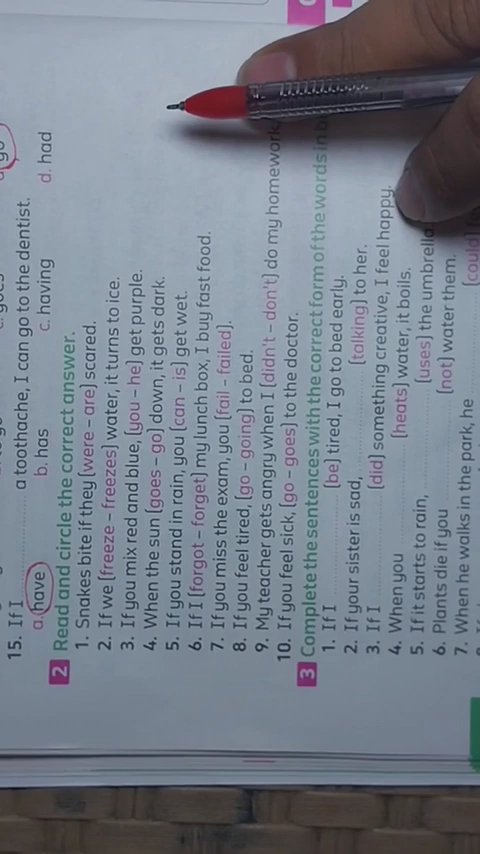 15. If I .................... a toothache, I can go to the dentist.
a. have b. has c. having d. had
2 Read and circle the correct answer.
1. Snakes bite if they [were – are] scared.
2. If we [freeze – freezes] water, it turns to ice.
3. If you mix red and blue, [you – he] get purple.
4. When the sun [goes – go] down, it gets dark.
5. If you stand in rain, you [can – is] get wet.
6. If I [forgot – forget] my lunch box, I buy fast food.
7. If you miss the exam, you [fail – failed].
8. If you feel tired, [go – going] to bed.
9. My teacher gets angry when I [didn't – don't] do my homework.
10. If you feel sick, [go – goes] to the doctor.
3 Complete the sentences with the correct form of the words in
1. If I .................... [be] tired, I go to bed early.
2. If your sister is sad, .................... [talking] to her.
3. If I .................... [did] something creative, I feel happy.
4. When you .................... [heats] water, it boils.
5. If it starts to rain, .................... [uses] the umbrella
6. Plants die if you .................... [not] water them.
7. When he walks in the park, he .................... [could]